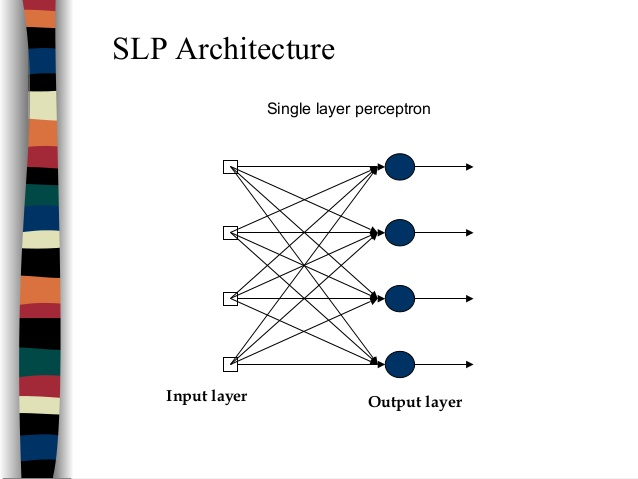 SLP Architecture
Single layer perceptron
Input layer
Output layer